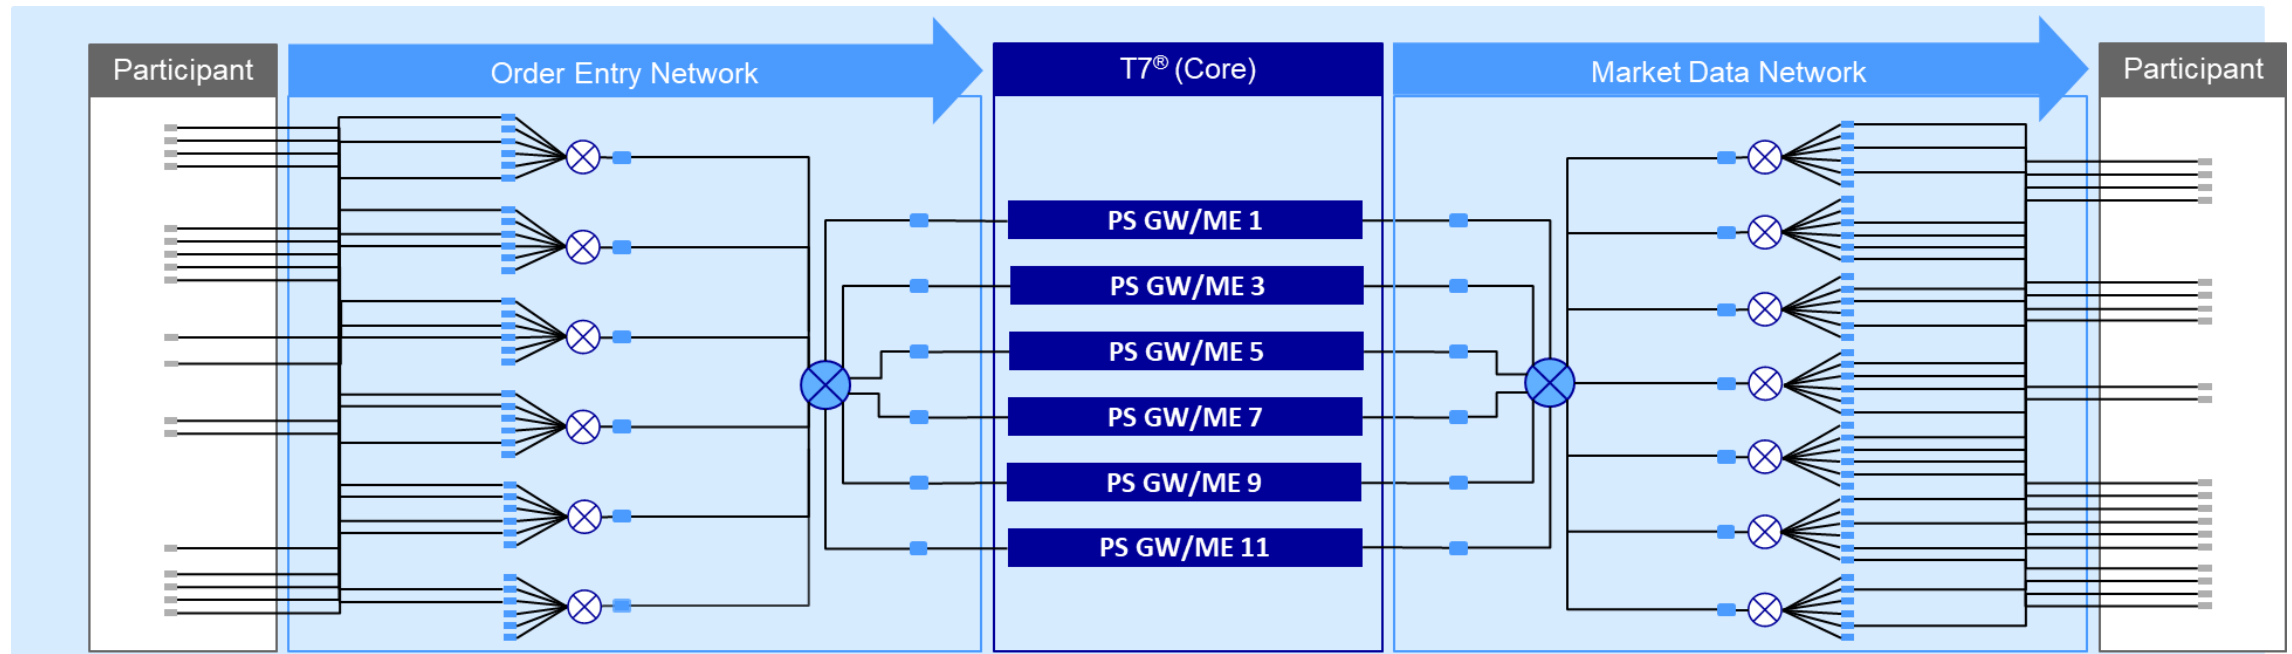 Participant
Order Entry Network
T7® (Core)
Market Data Network
Participant
PS GW/ME 1
PS GW/ME 3
PS GW/ME 5
PS GW/ME 7
PS GW/ME 9
PS GW/ME 11